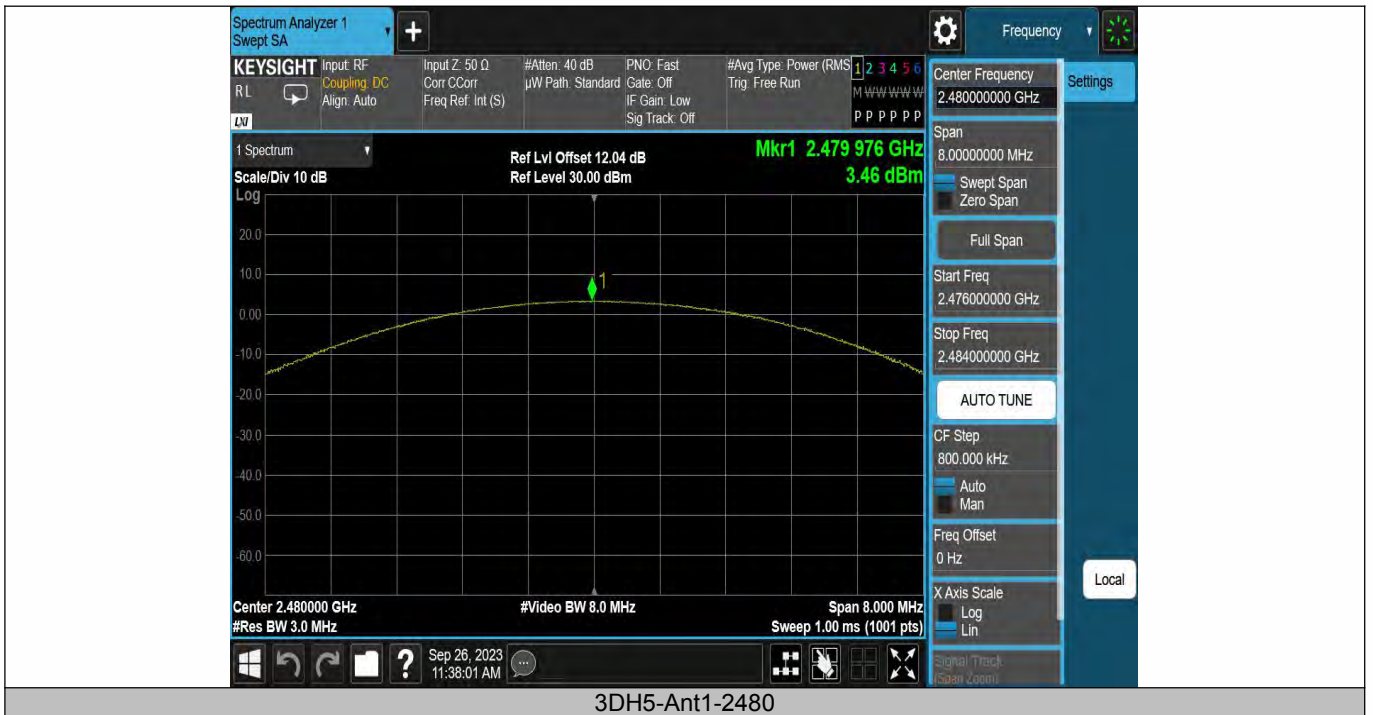 Spectrum Analyzer 1
Swept SA
+
Frequency
KEYSIGHT
RL
LXI
Input: RF
Coupling: DC
Align: Auto
Input Z: 50 Ω
Corr CCorr
Freq Ref: Int (S)
#Atten: 40 dB
µW Path: Standard
PNO: Fast
Gate: Off
IF Gain: Low
Sig Track: Off
#Avg Type: Power (RMS
Trig: Free Run
1 2 3 4 5 6
M W W W W W
P P P P P P
1 Spectrum
Scale/Div 10 dB
Log
Ref Lvl Offset 12.04 dB
Ref Level 30.00 dBm
Mkr1 2.479 976 GHz
3.46 dBm
20.0
10.0
0.00
-10.0
-20.0
-30.0
-40.0
-50.0
-60.0
1
Center 2.480000 GHz
#Res BW 3.0 MHz
#Video BW 8.0 MHz
Span 8.000 MHz
Sweep 1.00 ms (1001 pts)
Center Frequency
2.480000000 GHz
Settings
Span
8.00000000 MHz
Swept Span
Zero Span
Full Span
Start Freq
2.476000000 GHz
Stop Freq
2.484000000 GHz
AUTO TUNE
CF Step
800.000 kHz
Auto
Man
Freq Offset
0 Hz
X Axis Scale
Log
Lin
Signal Track
(Span Zoom)
Local
?
Sep 26, 2023
11:38:01 AM
3DH5-Ant1-2480